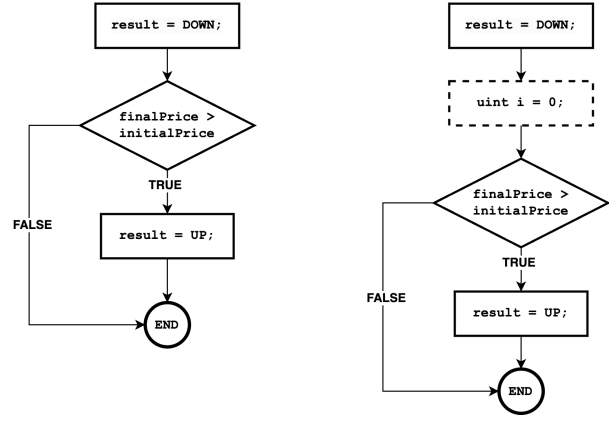 result = DOWN;
finalPrice >
initialPrice
TRUE
FALSE
result = UP;
END
result = DOWN;
uint i = 0;
finalPrice >
initialPrice
TRUE
FALSE
result = UP;
END